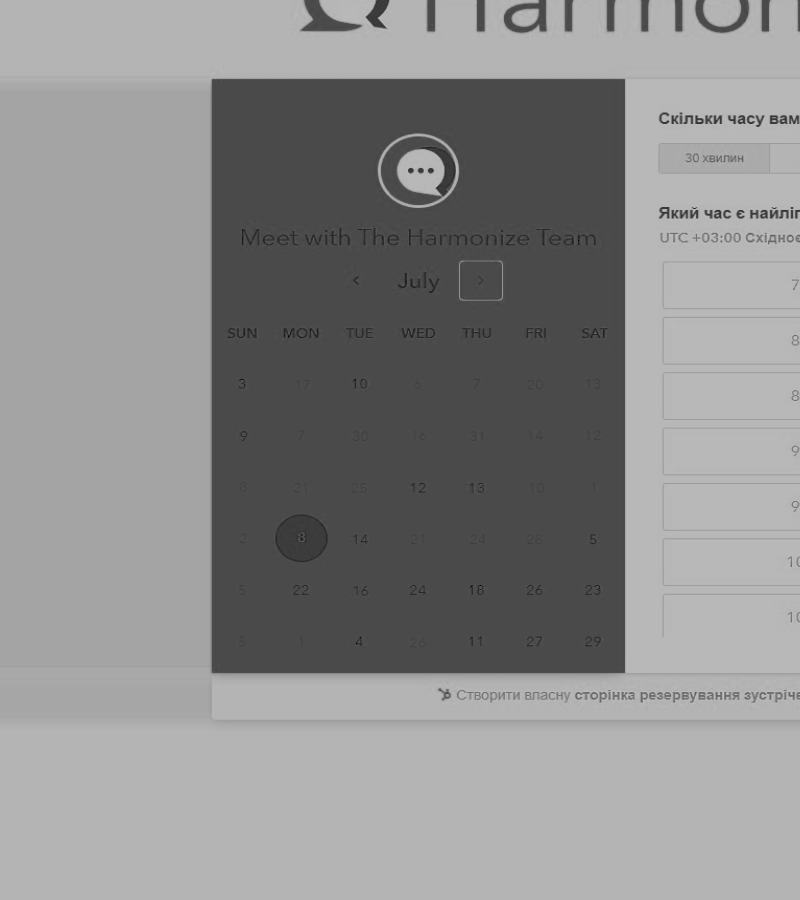 Harmon
Скільки часу вам
30 хвилин
Meet with The Harmonize Team
Який час є найліп
UTC +03:00 Східноє
July
7
SUN MON TUE WED THU FRI SAT
8
3 17 10 6 7 20 13
8
9 7 30 16 31 14 12
9
8 21 25 12 13 10 1
9
2 8 14 21 24 28 5
10
5 22 16 24 18 26 23
10
5 1 4 26 11 27 29
Створити власну сторінка резервування зустріче